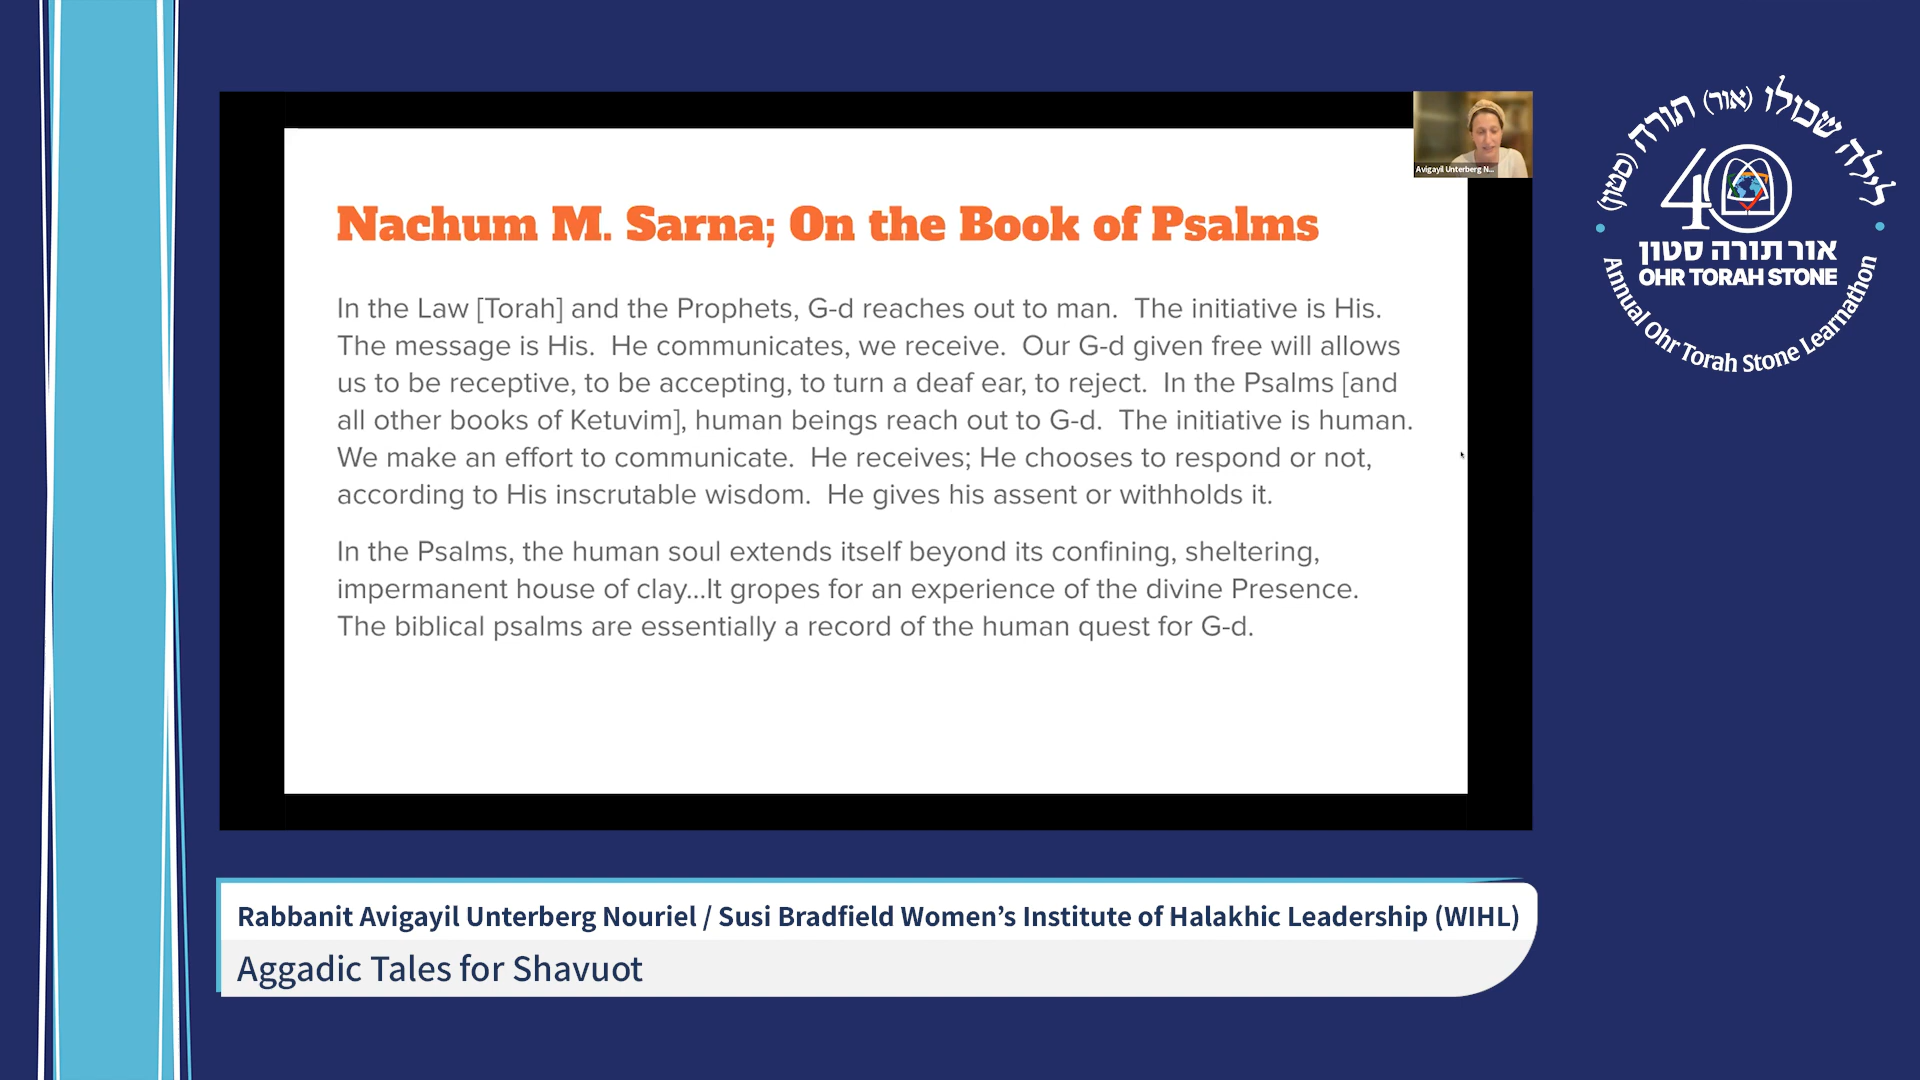 Nachum M. Sarna; On the Book of Psalms
In the Law [Torah] and the Prophets, G-d reaches out to man.  The initiative is His.
The message is His.  He communicates, we receive.  Our G-d given free will allows
us to be receptive, to be accepting, to turn a deaf ear, to reject.  In the Psalms [and
all other books of Ketuvim], human beings reach out to G-d.  The initiative is human.
We make an effort to communicate.  He receives; He chooses to respond or not,
according to His inscrutable wisdom.  He gives his assent or withholds it.
In the Psalms, the human soul extends itself beyond its confining, sheltering,
impermanent house of clay...It gropes for an experience of the divine Presence.
The biblical psalms are essentially a record of the human quest for G-d.
Avigayil Unterberg N...
לילה שכולו (אור) תורה (סטון)
40
אור תורה סטון
OHR TORAH STONE
Annual Ohr Torah Stone Learnathon
Rabbanit Avigayil Unterberg Nouriel / Susi Bradfield Women’s Institute of Halakhic Leadership (WIHL)
Aggadic Tales for Shavuot